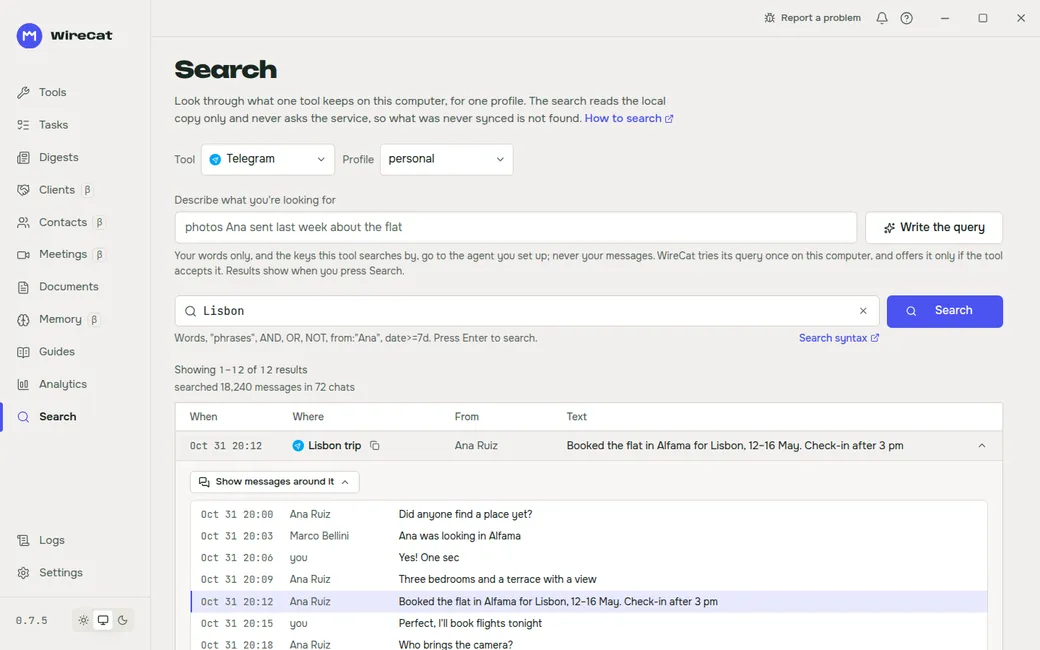 WireCat
Report a problem
Tools
Tasks
Digests
Clients β
Contacts β
Meetings β
Documents
Memory β
Guides
Analytics
Search
Logs
Settings
0.7.5
Search
Look through what one tool keeps on this computer, for one profile. The search reads the local
copy only and never asks the service, so what was never synced is not found. How to search
Tool Telegram Profile personal
Describe what you're looking for
photos Ana sent last week about the flat
Write the query
Your words only, and the keys this tool searches by, go to the agent you set up; never your messages. WireCat tries its query once on this computer, and offers it only if the tool
accepts it. Results show when you press Search.
Lisbon
Search
Words, "phrases", AND, OR, NOT, from:"Ana", date>=7d. Press Enter to search.
Search syntax
Showing 1–12 of 12 results
searched 18,240 messages in 72 chats
When Where From Text
Oct 31 20:12 Lisbon trip Ana Ruiz Booked the flat in Alfama for Lisbon, 12–16 May. Check-in after 3 pm
Show messages around it
Oct 31 20:00 Ana Ruiz Did anyone find a place yet?
Oct 31 20:03 Marco Bellini Ana was looking in Alfama
Oct 31 20:06 you Yes! One sec
Oct 31 20:09 Ana Ruiz Three bedrooms and a terrace with a view
Oct 31 20:12 Ana Ruiz Booked the flat in Alfama for Lisbon, 12–16 May. Check-in after 3 pm
Oct 31 20:15 you Perfect, I'll book flights tonight
Oct 31 20:18 Ana Ruiz Who brings the camera?